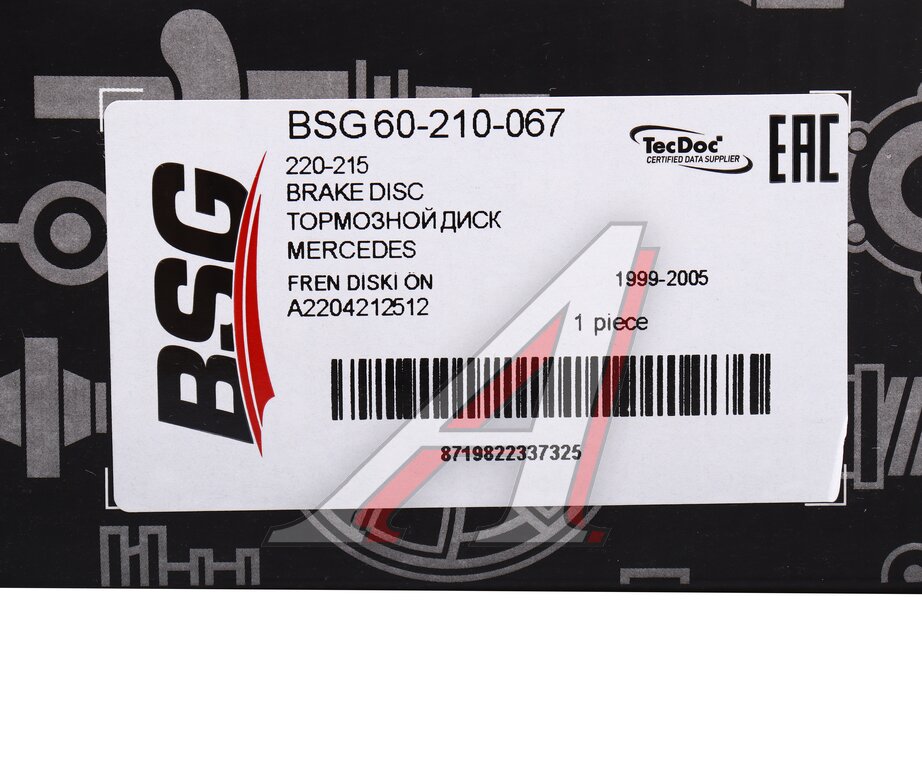 BSG 60-210-067
TecDoc
CERTIFIED DATA SUPPLIER
EAC
220-215
BRAKE DISC
ТОРМОЗНОЙ ДИСК
MERCEDES
FREN DISKI ÖN
1999-2005
A2204212512
1 piece
BSG
8719822337325